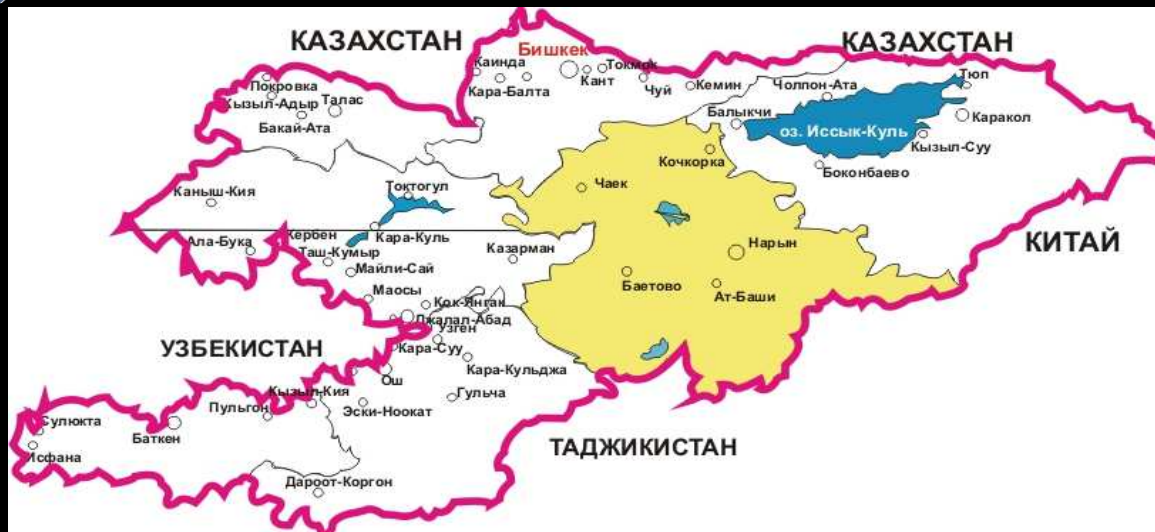 КАЗАХСТАН
КАЗАХСТАН
Бишкек
Каинда
Токмок
Тюп
Покровка
Кант
Кара-Балта
Чуй
Кемин
Чолпон-Ата
Кызыл-Адыр
Талас
Балыкчи
Каракол
Бакай-Ата
оз. Иссык-Куль
Кызыл-Суу
Кочкорка
Боконбаево
Каныш-Кия
Токтогул
Чаек
Кербен
Кара-Куль
Ала-Бука
Казарман
Нарын
КИТАЙ
Таш-Кумыр
Майли-Сай
Баетово
Ат-Баши
Маосы
Кок-Янгак
Джалал-Абад
Узген
УЗБЕКИСТАН
Кара-Суу
Кара-Кульджа
Ош
Кызыл-Кия
Гульча
Пульгон
Эски-Ноокат
Сулюкта
Баткен
ТАДЖИКИСТАН
Исфана
Дароот-Коргон